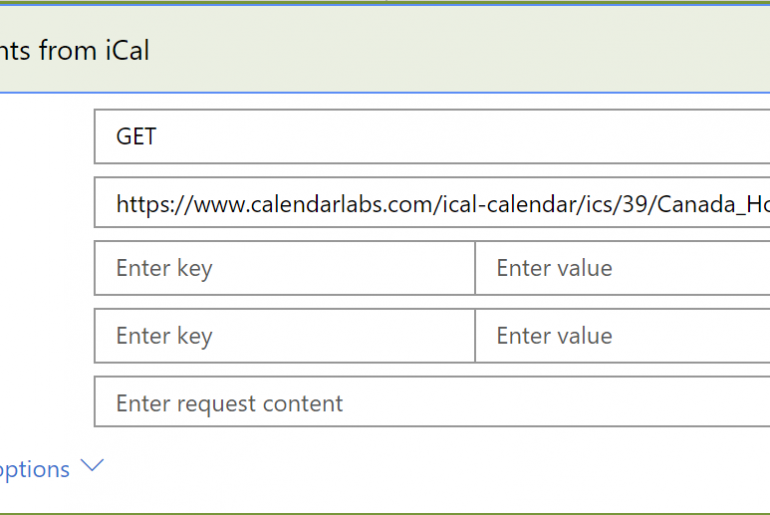 nts from iCal
GET
https://www.calendarlabs.com/ical-calendar/ics/39/Canada_Ho
Enter key Enter value
Enter key Enter value
Enter request content
options